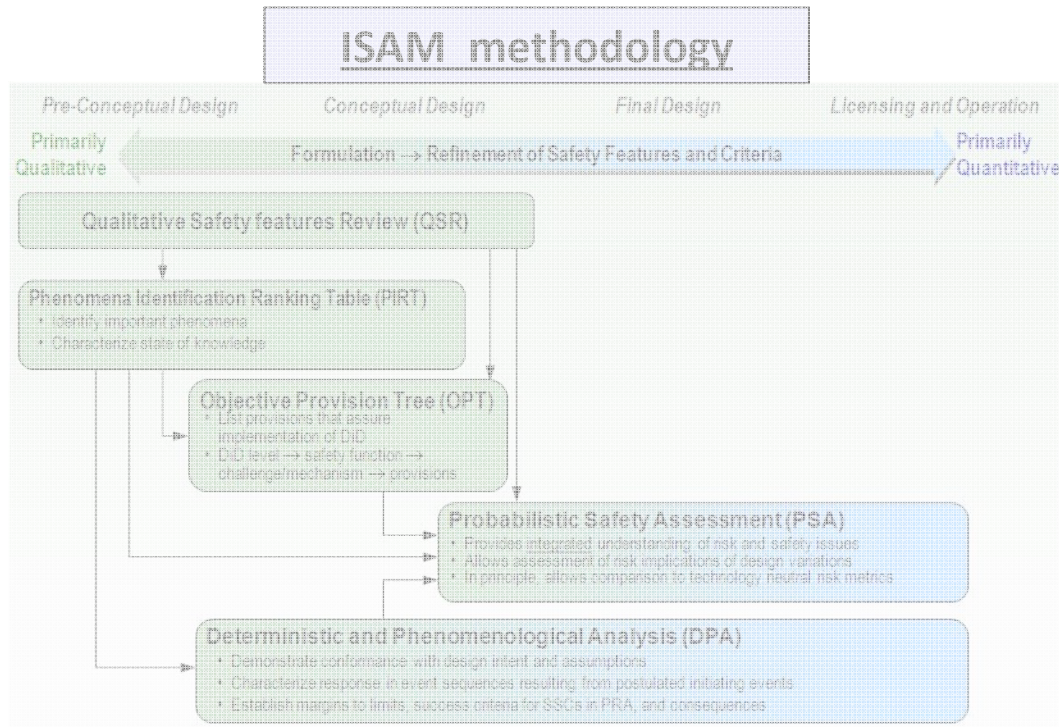 ISAM methodology
Pre-Conceptual Design
Conceptual Design
Final Design
Licensing and Operation
Primarily
Qualitative
Formulation → Refinement of Safety Features and Criteria
Primarily
Quantitative
Qualitative Safety features Review (QSR)
Phenomena Identification Ranking Table (PIRT)
• Identify important phenomena
• Characterize state of knowledge
Objective Provision Tree (OPT)
• List provisions that assure
implementation of DiD
• DiD level → safety function →
challenge/mechanism → provisions
Probabilistic Safety Assessment (PSA)
• Provides integrated understanding of risk and safety issues
• Allows assessment of risk implications of design variations
• In principle, allows comparison to technology neutral risk metrics
Deterministic and Phenomenological Analysis (DPA)
• Demonstrate conformance with design intent and assumptions
• Characterize response in event sequences resulting from postulated initiating events
• Establish margins to limits, success criteria for SSCs in PRA, and consequences